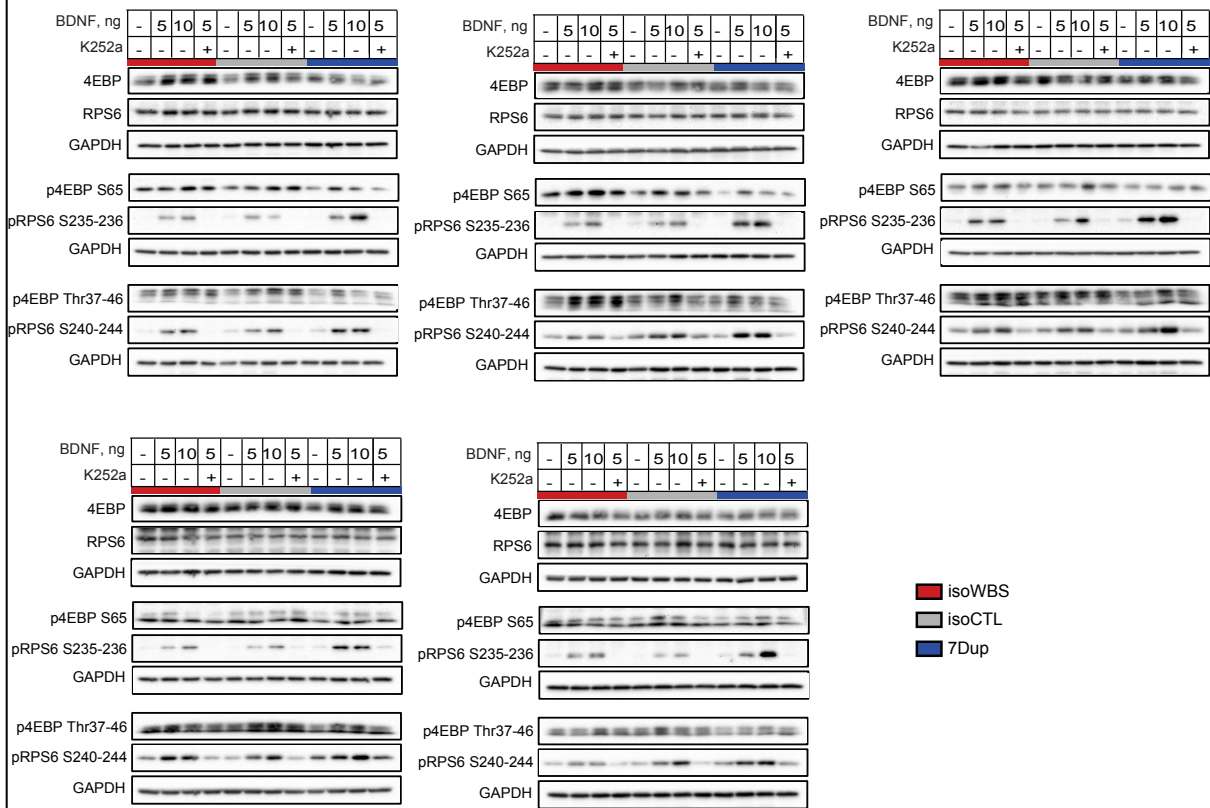 BDNF, ng - 5 10 5 - 5 10 5 - 5 10 5
K252a - - - + - - - + - - - +
4EBP
RPS6
GAPDH
p4EBP S65
pRPS6 S235-236
GAPDH
p4EBP Thr37-46
pRPS6 S240-244
GAPDH
BDNF, ng - 5 10 5 - 5 10 5 - 5 10 5
K252a - - - + - - - + - - - +
4EBP
RPS6
GAPDH
p4EBP S65
pRPS6 S235-236
GAPDH
p4EBP Thr37-46
pRPS6 S240-244
GAPDH
BDNF, ng - 5 10 5 - 5 10 5 - 5 10 5
K252a - - - + - - - + - - - +
4EBP
RPS6
GAPDH
p4EBP S65
pRPS6 S235-236
GAPDH
p4EBP Thr37-46
pRPS6 S240-244
GAPDH
BDNF, ng - 5 10 5 - 5 10 5 - 5 10 5
K252a - - - + - - - + - - - +
4EBP
RPS6
GAPDH
p4EBP S65
pRPS6 S235-236
GAPDH
p4EBP Thr37-46
pRPS6 S240-244
GAPDH
BDNF, ng - 5 10 5 - 5 10 5 - 5 10 5
K252a - - - + - - - + - - - +
4EBP
RPS6
GAPDH
p4EBP S65
pRPS6 S235-236
GAPDH
p4EBP Thr37-46
pRPS6 S240-244
GAPDH
isoWBS
isoCTL
7Dup